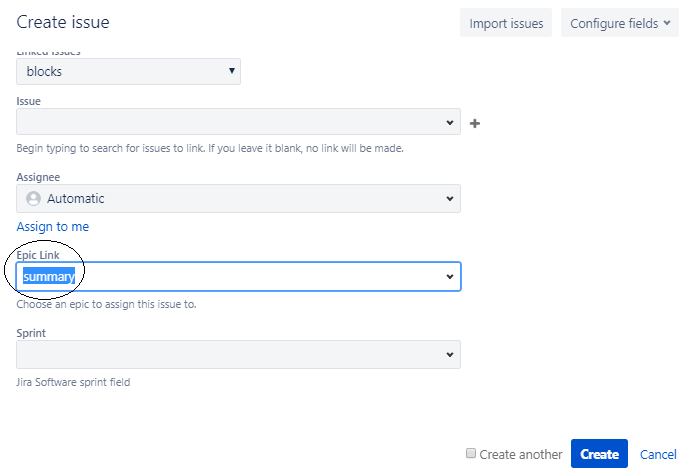 Create issue
Import issues
Configure fields
Linked Issues
blocks
Issue
Begin typing to search for issues to link. If you leave it blank, no link will be made.
Assignee
Automatic
Assign to me
Epic Link
summary
Choose an epic to assign this issue to.
Sprint
Jira Software sprint field
Create another
Create
Cancel